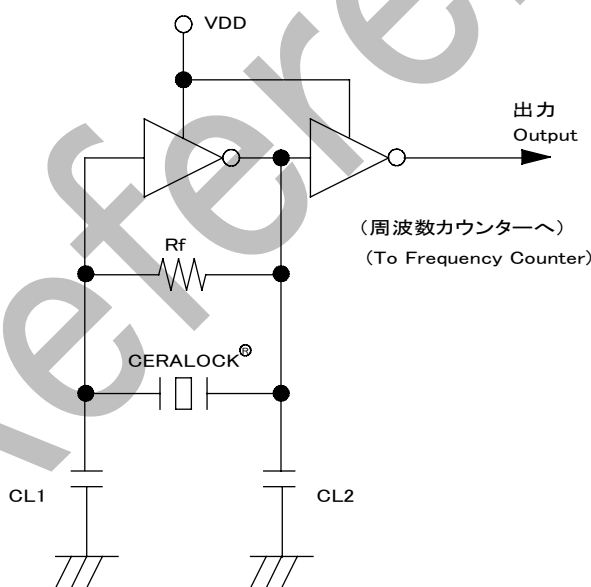 VDD
出力
Output
(周波数カウンターへ)
(To Frequency Counter)
Rf
CERALOCK®
CL1
CL2